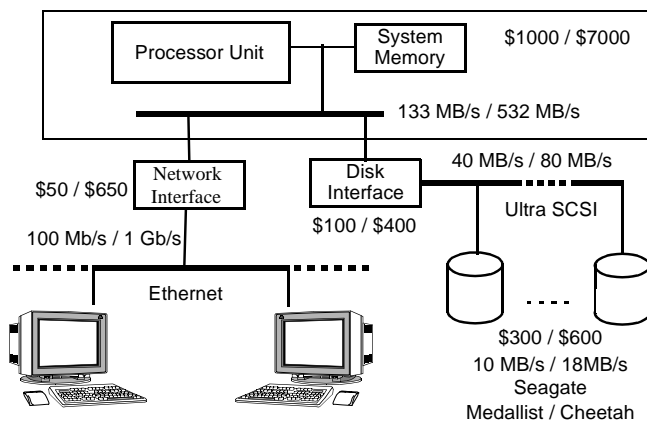 Processor Unit
System
Memory
$1000 / $7000
133 MB/s / 532 MB/s
Network
Interface
$50 / $650
Disk
Interface
40 MB/s / 80 MB/s
Ultra SCSI
$100 / $400
100 Mb/s / 1 Gb/s
Ethernet
$300 / $600
10 MB/s / 18MB/s
Seagate
Medallist / Cheetah